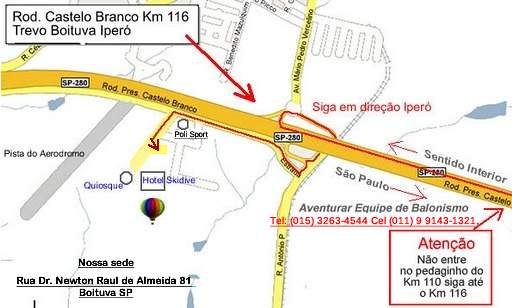 Rod. Castelo Branco Km 116
Trevo Boituva Iperó
R. Benedito Mazulquim
Av. Mário Pedro Vercelino
SP-280
Rod. Pres. Castelo Branco
Siga em direção Iperó
Poli Sport
SP-280
Pista do Aerodromo
Sentido Interior
Estrada
SP-280
São Paulo
Rod. Pres. Castelo
Hotel Skidive
Quiosque
Aventurar Equipe de Balonismo
Tel: (015) 3263-4544 Cel (011) 9 9143-1321
R. António P
Atenção
Não entre
no pedaginho do
Km 110 siga até
o Km 116
Nossa sede
Rua Dr. Newton Raul de Almeida 81
Boituva SP